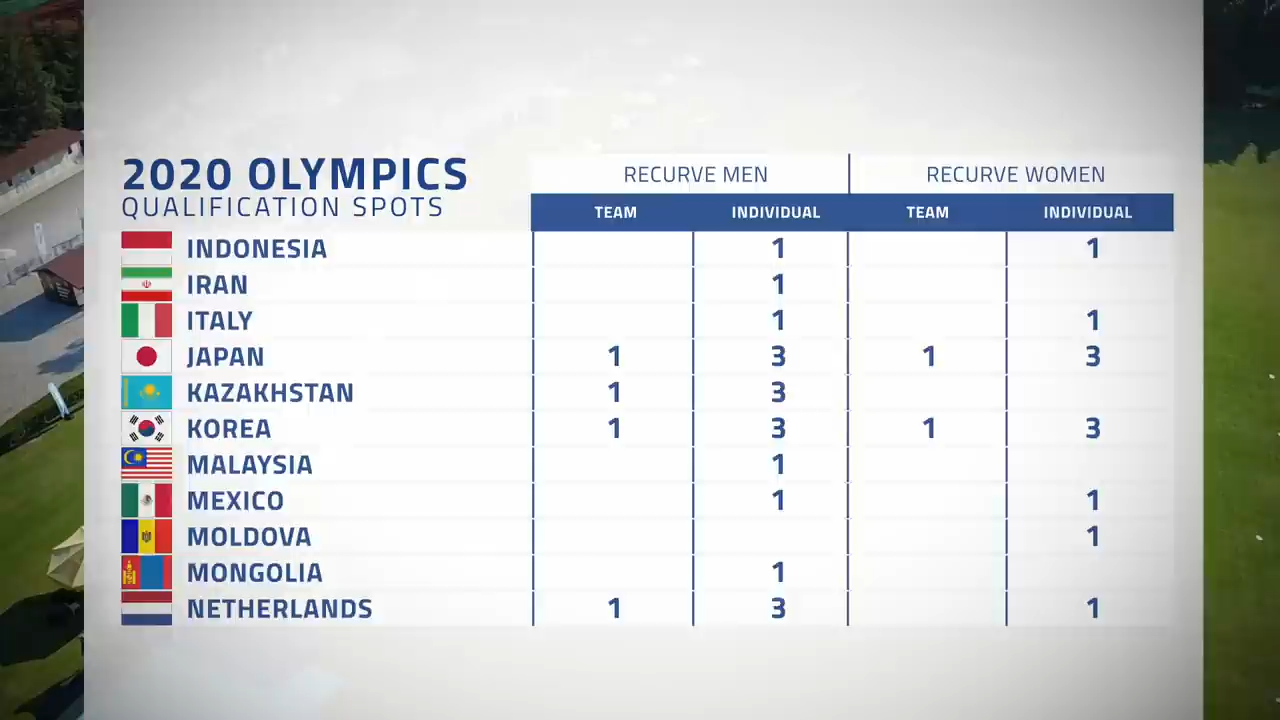 2020 OLYMPICS
QUALIFICATION SPOTS
RECURVE MEN RECURVE WOMEN
TEAM INDIVIDUAL TEAM INDIVIDUAL
INDONESIA 1 1
IRAN 1
ITALY 1 1
JAPAN 1 3 1 3
KAZAKHSTAN 1 3
KOREA 1 3 1 3
MALAYSIA 1
MEXICO 1 1
MOLDOVA 1
MONGOLIA 1
NETHERLANDS 1 3 1